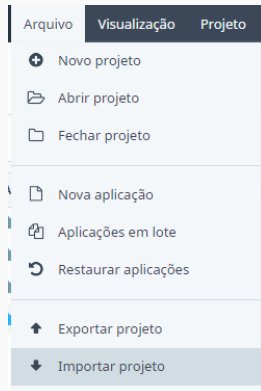 Arquivo Visualização Projeto
Novo projeto
Abrir projeto
Fechar projeto
Nova aplicação
Aplicações em lote
Restaurar aplicações
Exportar projeto
Importar projeto